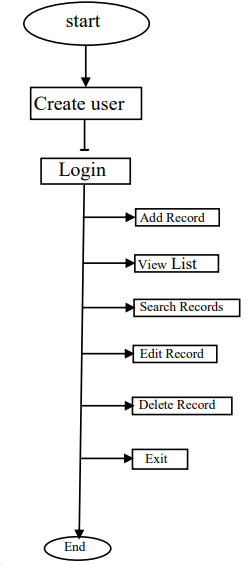 start
Create user
Login
Add Record
View List
Search Records
Edit Record
Delete Record
Exit
End